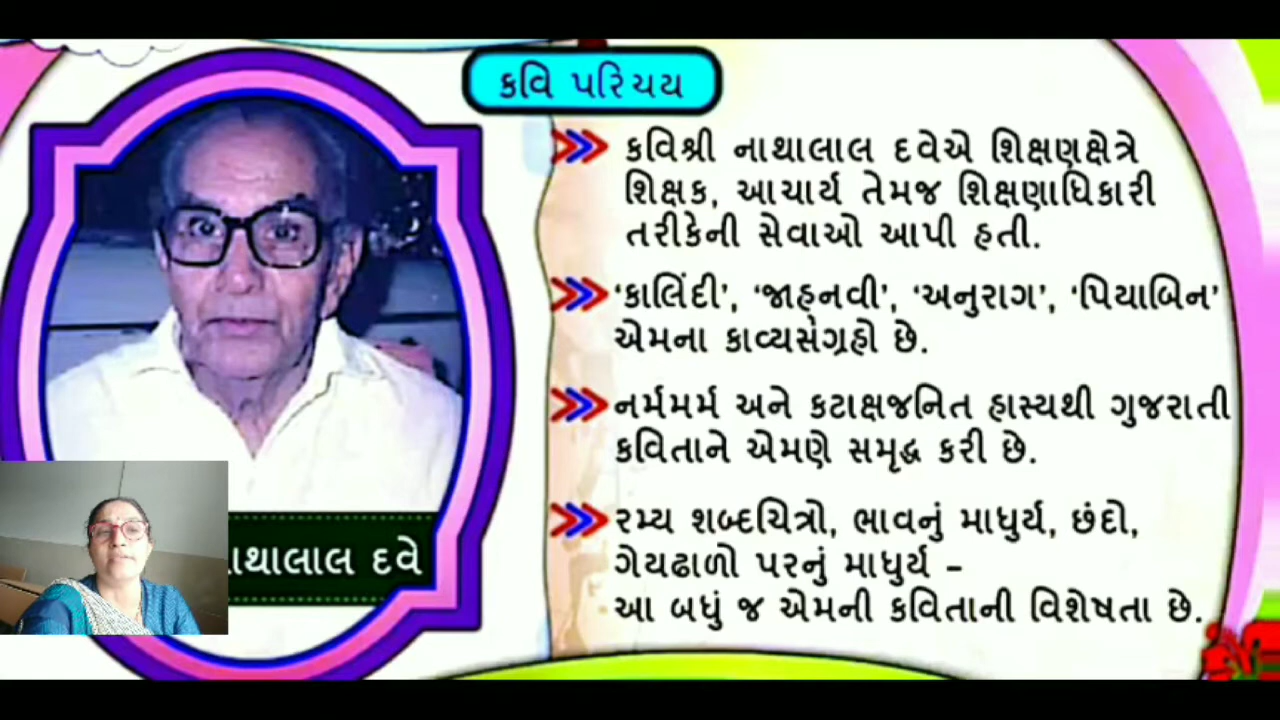 કવિ પરિચય
કવિશ્રી નાથાલાલ દવેએ શિક્ષણક્ષેત્રે
શિક્ષક, આચાર્ય તેમજ શિક્ષણાધિકારી
તરીકેની સેવાઓ આપી હતી.
‘કાલિંદી’, ‘જાહ્નવી’, ‘અનુરાગ’, ‘પિયાબિન’
એમના કાવ્યસંગ્રહો છે.
નર્મમર્મ અને કટાક્ષજનિત હાસ્યથી ગુજરાતી
કવિતાને એમણે સમૃદ્ધ કરી છે.
રમ્ય શબ્દચિત્રો, ભાવનું માધુર્ય, છંદો,
ગેયઢાળો પરનું માધુર્ય –
આ બધું જ એમની કવિતાની વિશેષતા છે.
દવે